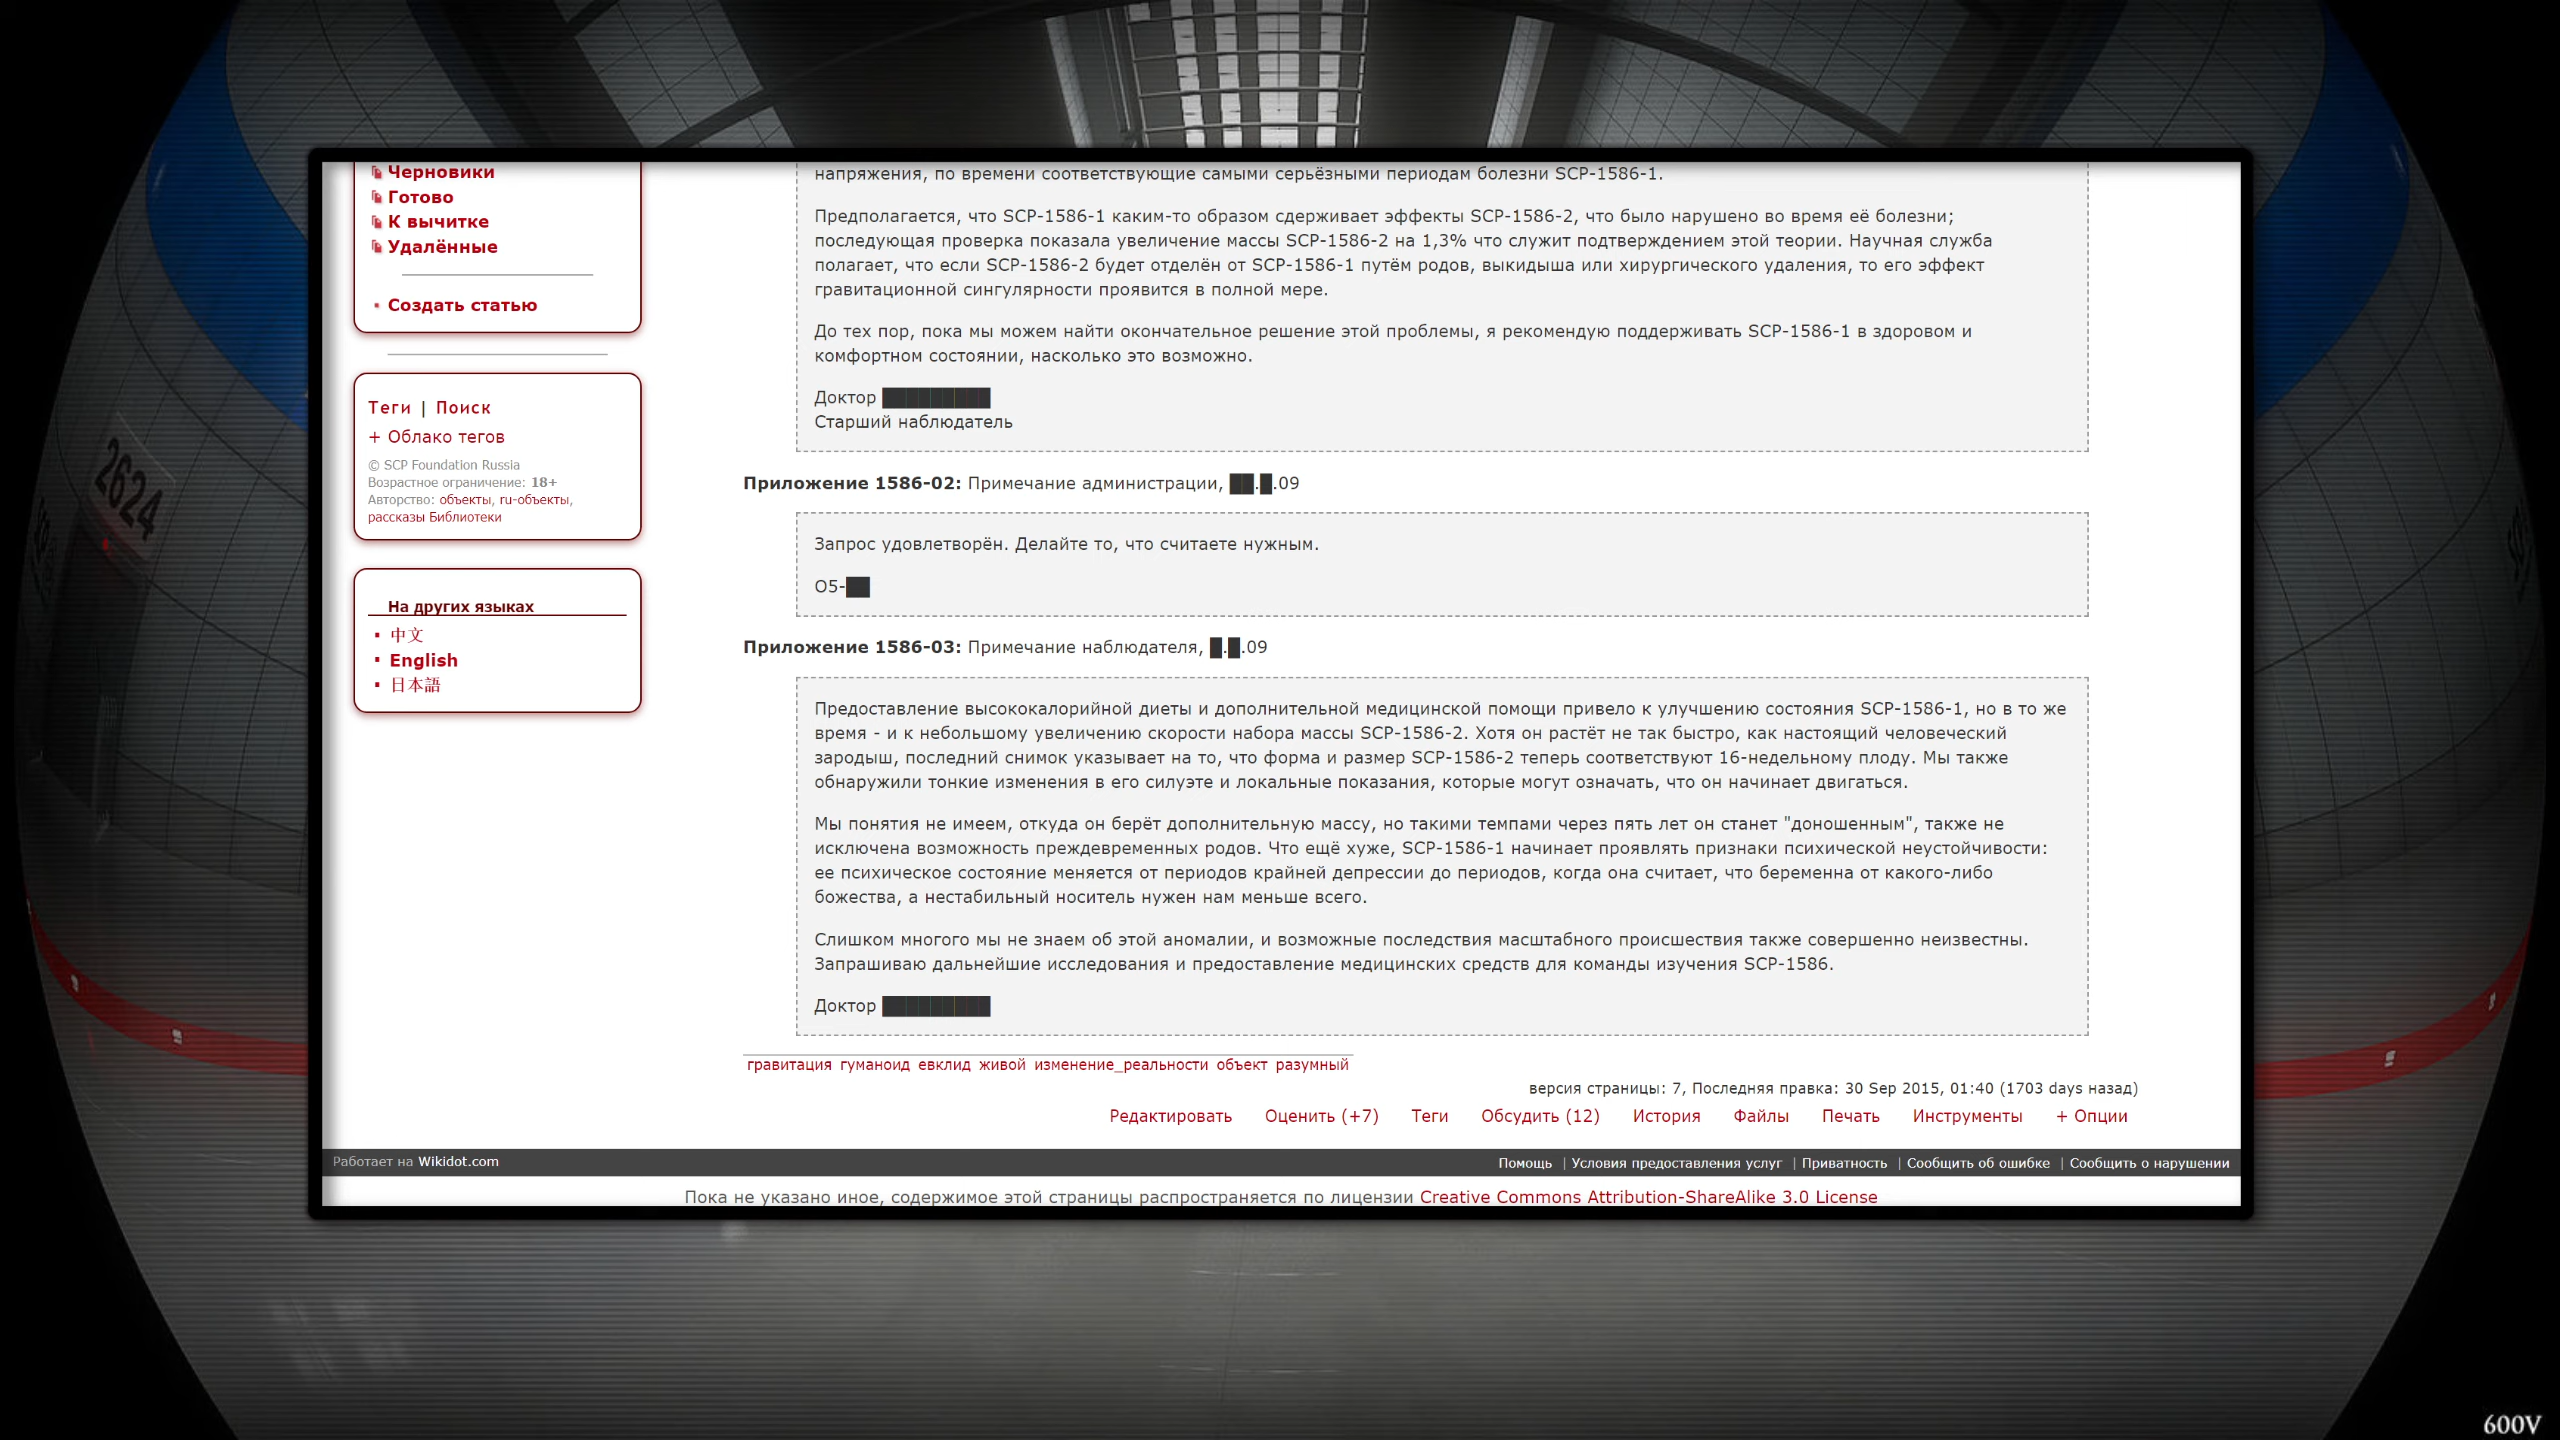 Черновики
Готово
К вычитке
Удалённые
Создать статью
Теги | Поиск
+ Облако тегов
© SCP Foundation Russia
Возрастное ограничение: 18+
Авторство: объекты, ru-объекты,
рассказы Библиотеки
На других языках
中文
English
日本語
напряжения, по времени соответствующие самыми серьёзными периодам болезни SCP-1586-1.
Предполагается, что SCP-1586-1 каким-то образом сдерживает эффекты SCP-1586-2, что было нарушено во время её болезни;
последующая проверка показала увеличение массы SCP-1586-2 на 1,3% что служит подтверждением этой теории. Научная служба
полагает, что если SCP-1586-2 будет отделён от SCP-1586-1 путём родов, выкидыша или хирургического удаления, то его эффект
гравитационной сингулярности проявится в полной мере.
До тех пор, пока мы можем найти окончательное решение этой проблемы, я рекомендую поддерживать SCP-1586-1 в здоровом и
комфортном состоянии, насколько это возможно.
Доктор █████████
Старший наблюдатель
Приложение 1586-02: Примечание администрации, ██.█.09
Запрос удовлетворён. Делайте то, что считаете нужным.
О5-██
Приложение 1586-03: Примечание наблюдателя, █.█.09
Предоставление высококалорийной диеты и дополнительной медицинской помощи привело к улучшению состояния SCP-1586-1, но в то же
время - и к небольшому увеличению скорости набора массы SCP-1586-2. Хотя он растёт не так быстро, как настоящий человеческий
зародыш, последний снимок указывает на то, что форма и размер SCP-1586-2 теперь соответствуют 16-недельному плоду. Мы также
обнаружили тонкие изменения в его силуэте и локальные показания, которые могут означать, что он начинает двигаться.
Мы понятия не имеем, откуда он берёт дополнительную массу, но такими темпами через пять лет он станет "доношенным", также не
исключена возможность преждевременных родов. Что ещё хуже, SCP-1586-1 начинает проявлять признаки психической неустойчивости:
ее психическое состояние меняется от периодов крайней депрессии до периодов, когда она считает, что беременна от какого-либо
божества, а нестабильный носитель нужен нам меньше всего.
Слишком многого мы не знаем об этой аномалии, и возможные последствия масштабного происшествия также совершенно неизвестны.
Запрашиваю дальнейшие исследования и предоставление медицинских средств для команды изучения SCP-1586.
Доктор █████████
гравитация гуманоид евклид живой изменение_реальности объект разумный
версия страницы: 7, Последняя правка: 30 Sep 2015, 01:40 (1703 days назад)
Редактировать Оценить (+7) Теги Обсудить (12) История Файлы Печать Инструменты + Опции
Работает на Wikidot.com
Помощь | Условия предоставления услуг | Приватность | Сообщить об ошибке | Сообщить о нарушении
Пока не указано иное, содержимое этой страницы распространяется по лицензии Creative Commons Attribution-ShareAlike 3.0 License
2624
600V